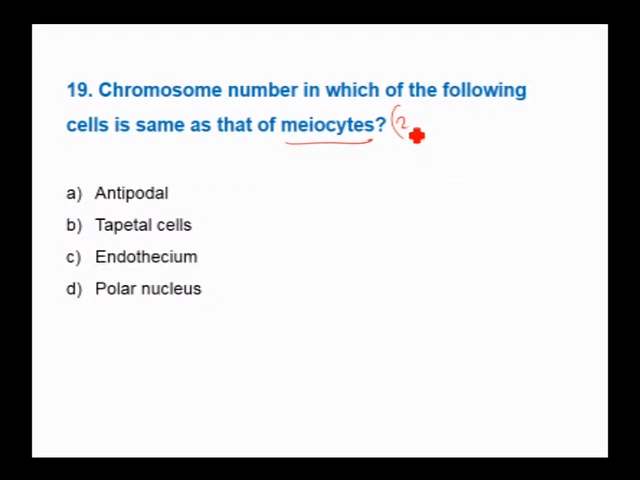 19. Chromosome number in which of the following
cells is same as that of meiocytes? (2
a) Antipodal
b) Tapetal cells
c) Endothecium
d) Polar nucleus